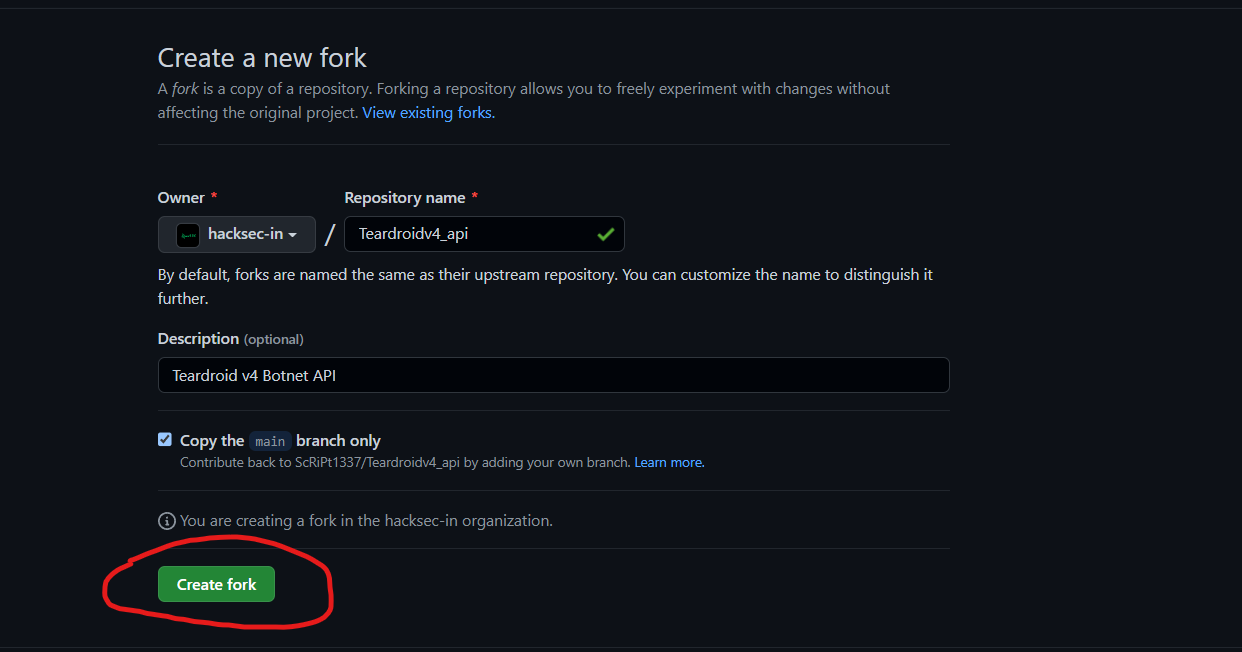 Create a new fork
A fork is a copy of a repository. Forking a repository allows you to freely experiment with changes without
affecting the original project. View existing forks.
Owner * Repository name *
hacksec-in / Teardroidv4_api
By default, forks are named the same as their upstream repository. You can customize the name to distinguish it
further.
Description (optional)
Teardroid v4 Botnet API
Copy the main branch only
Contribute back to ScRiPt1337/Teardroidv4_api by adding your own branch. Learn more.
You are creating a fork in the hacksec-in organization.
Create fork